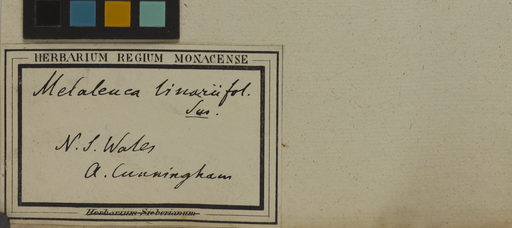 HERBARIUM REGIUM MONACENSE
Melaleuca linariifol.
Sm.
N. S. Wales
A. Cunningham
Herbarium Sieberianum